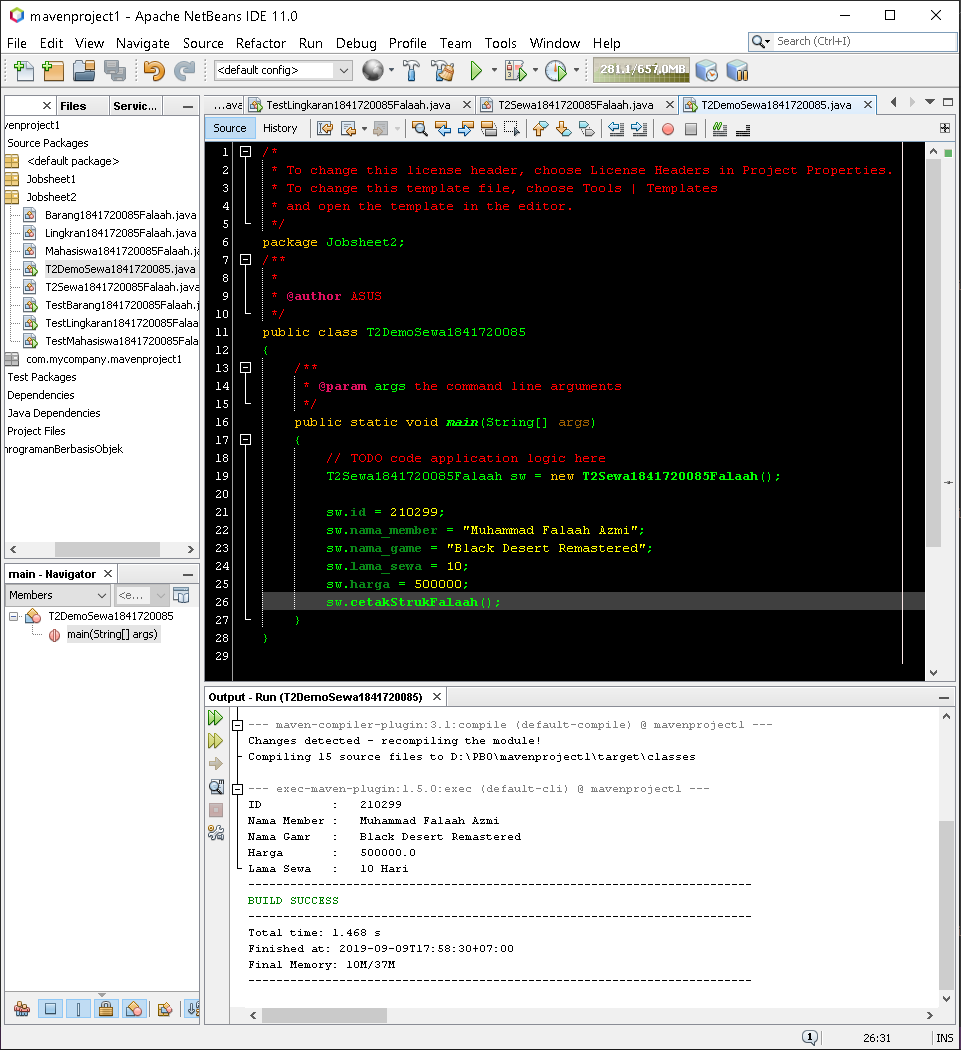 mavenproject1 - Apache NetBeans IDE 11.0
File Edit View Navigate Source Refactor Run Debug Profile Team Tools Window Help
Search (Ctrl+I)
<default config>
281.1/657,0MB
Files
Servic...
...ava
TestLingkaran1841720085Falaah.java
T2Sewa1841720085Falaah.java
T2DemoSewa1841720085.java
Source
History
venproject1
Source Packages
<default package>
Jobsheet1
Jobsheet2
Barang1841720085Falaah.java
Lingkran1841720085Falaah.java
Mahasiswa1841720085Falaah.j
T2DemoSewa1841720085.java
T2Sewa1841720085Falaah.java
TestBarang1841720085Falaah.j
TestLingkaran1841720085Falaa
TestMahasiswa1841720085Falaa
com.mycompany.mavenproject1
Test Packages
Dependencies
Java Dependencies
Project Files
nrogramanBerbasisObjek
main - Navigator
Members
<e...
T2DemoSewa1841720085
main(String[] args)
1 /*
2 * To change this license header, choose License Headers in Project Properties.
3 * To change this template file, choose Tools | Templates
4 * and open the template in the editor.
5 */
6 package Jobsheet2;
7 /**
8 *
9 * @author ASUS
10 */
11 public class T2DemoSewa1841720085
12 {
13 /**
14 * @param args the command line arguments
15 */
16 public static void main(String[] args)
17 {
18 // TODO code application logic here
19 T2Sewa1841720085Falaah sw = new T2Sewa1841720085Falaah();
20
21 sw.id = 210299;
22 sw.nama_member = "Muhammad Falaah Azmi";
23 sw.nama_game = "Black Desert Remastered";
24 sw.lama_sewa = 10;
25 sw.harga = 500000;
26 sw.cetakStrukFalaah();
27 }
28 }
29
Output - Run (T2DemoSewa1841720085)
--- maven-compiler-plugin:3.1:compile (default-compile) @ mavenproject1 ---
Changes detected - recompiling the module!
Compiling 15 source files to D:\PBO\mavenproject1\target\classes
--- exec-maven-plugin:1.5.0:exec (default-cli) @ mavenproject1 ---
ID : 210299
Nama Member : Muhammad Falaah Azmi
Nama Gamr : Black Desert Remastered
Harga : 500000.0
Lama Sewa : 10 Hari
------------------------------------------------------------------------
BUILD SUCCESS
------------------------------------------------------------------------
Total time: 1.468 s
Finished at: 2019-09-09T17:58:30+07:00
Final Memory: 10M/37M
------------------------------------------------------------------------
1
26:31
INS